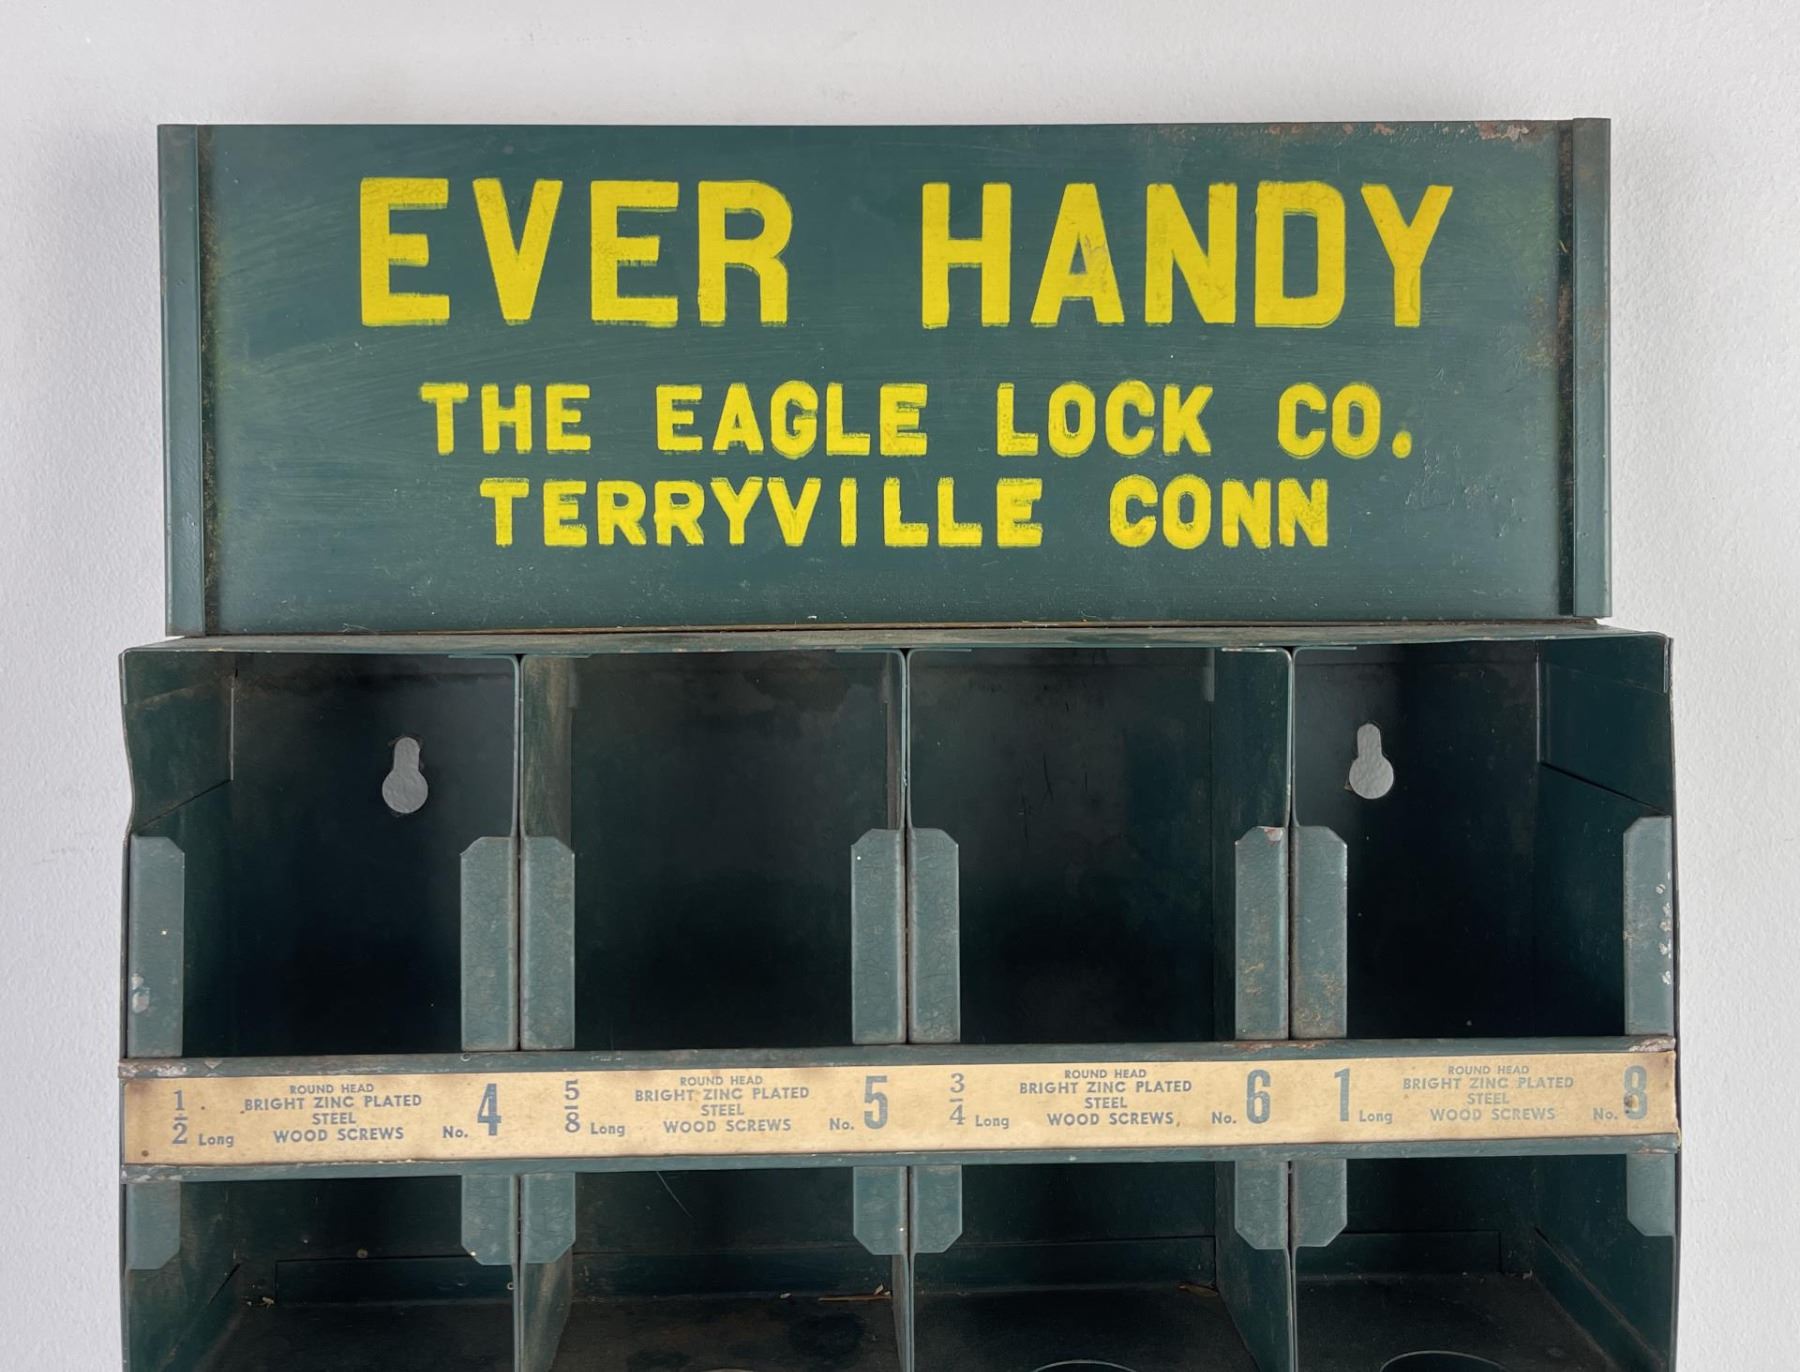 EVER HANDY
THE EAGLE LOCK CO.
TERRYVILLE CONN
1/2 Long
ROUND HEAD
BRIGHT ZINC PLATED
STEEL
WOOD SCREWS
No. 4
5/8 Long
ROUND HEAD
BRIGHT ZINC PLATED
STEEL
WOOD SCREWS
No. 5
3/4 Long
ROUND HEAD
BRIGHT ZINC PLATED
STEEL
WOOD SCREWS
No. 6
1 Long
ROUND HEAD
BRIGHT ZINC PLATED
STEEL
WOOD SCREWS
No. 8